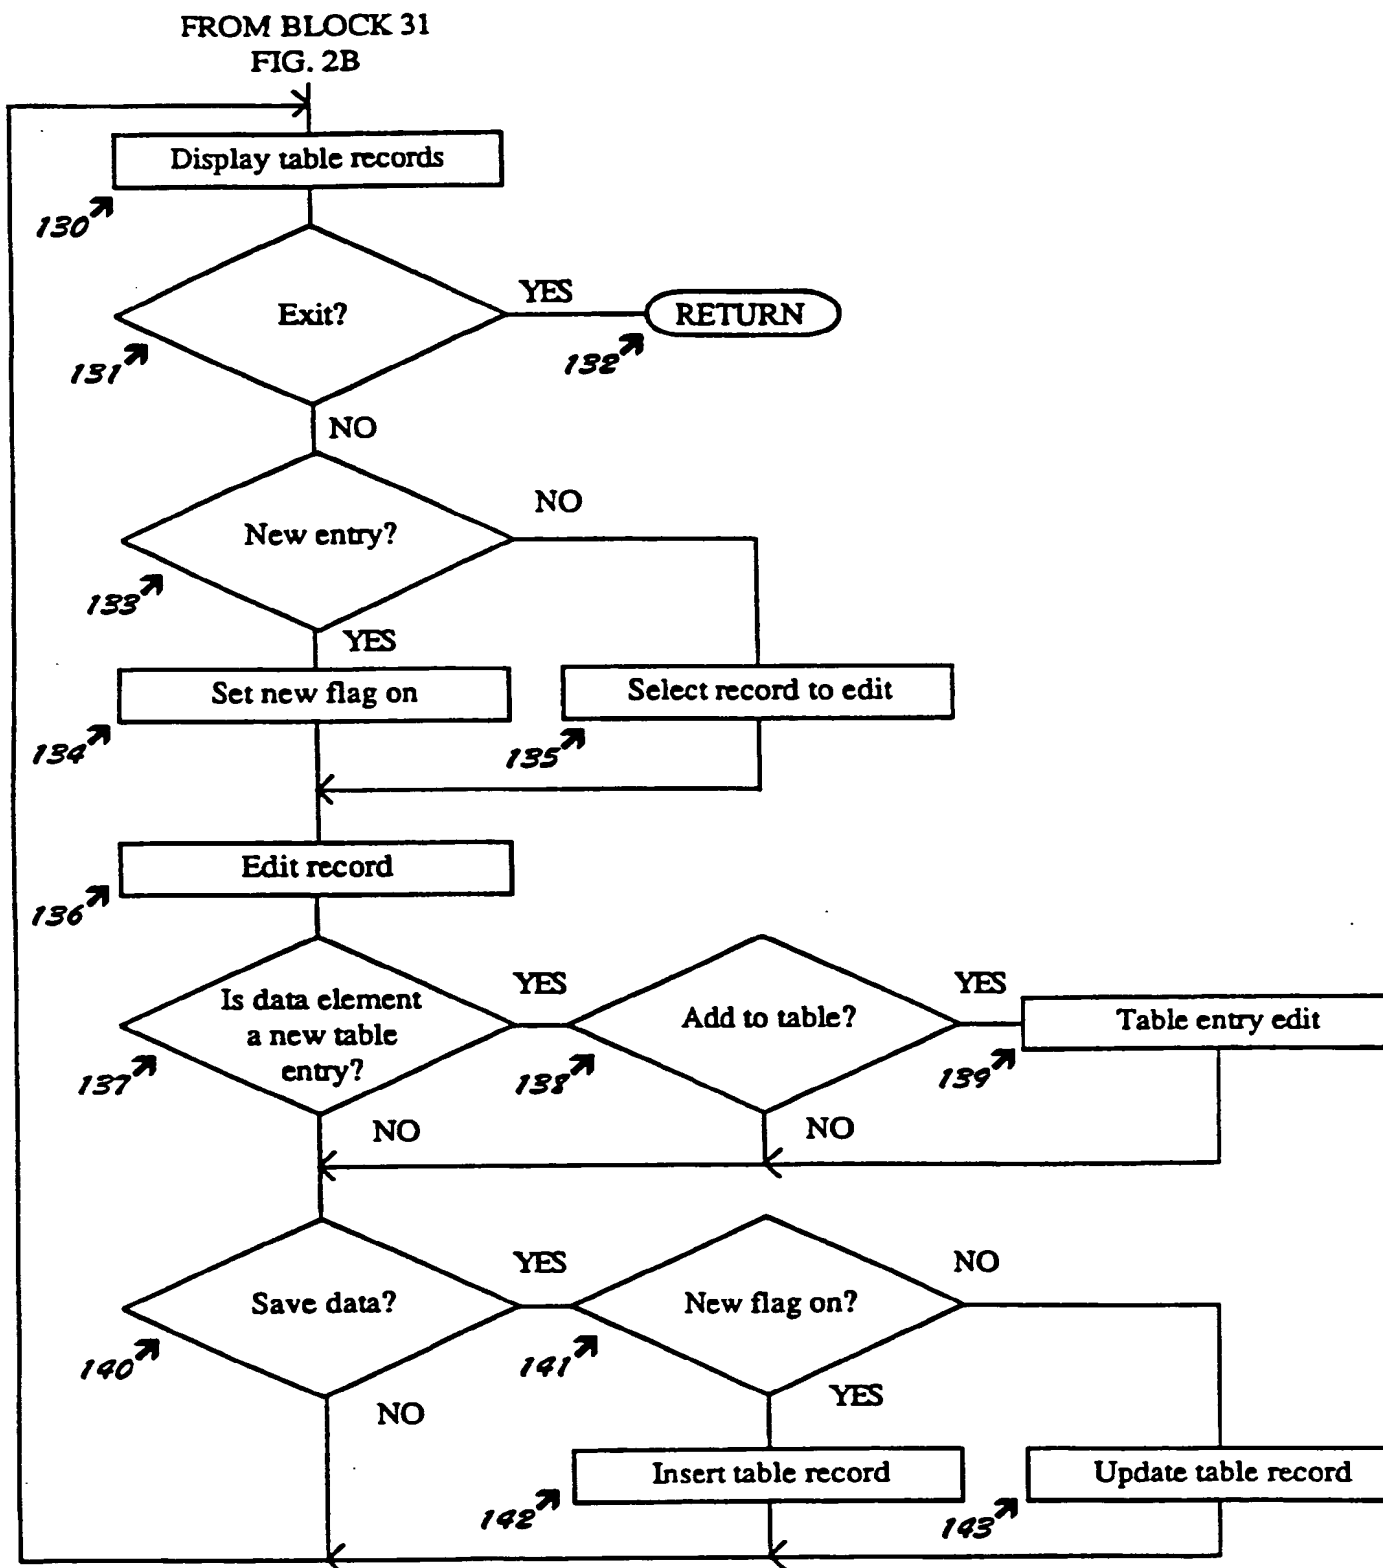 FROM BLOCK 31
FIG. 2B
Display table records
130
Exit?
YES
RETURN
131
132
NO
New entry?
NO
133
YES
Set new flag on
Select record to edit
134
135
Edit record
136
Is data element
a new table
entry?
YES
Add to table?
YES
Table entry edit
137
138
139
NO
NO
Save data?
YES
New flag on?
NO
140
141
NO
YES
Insert table record
Update table record
142
143